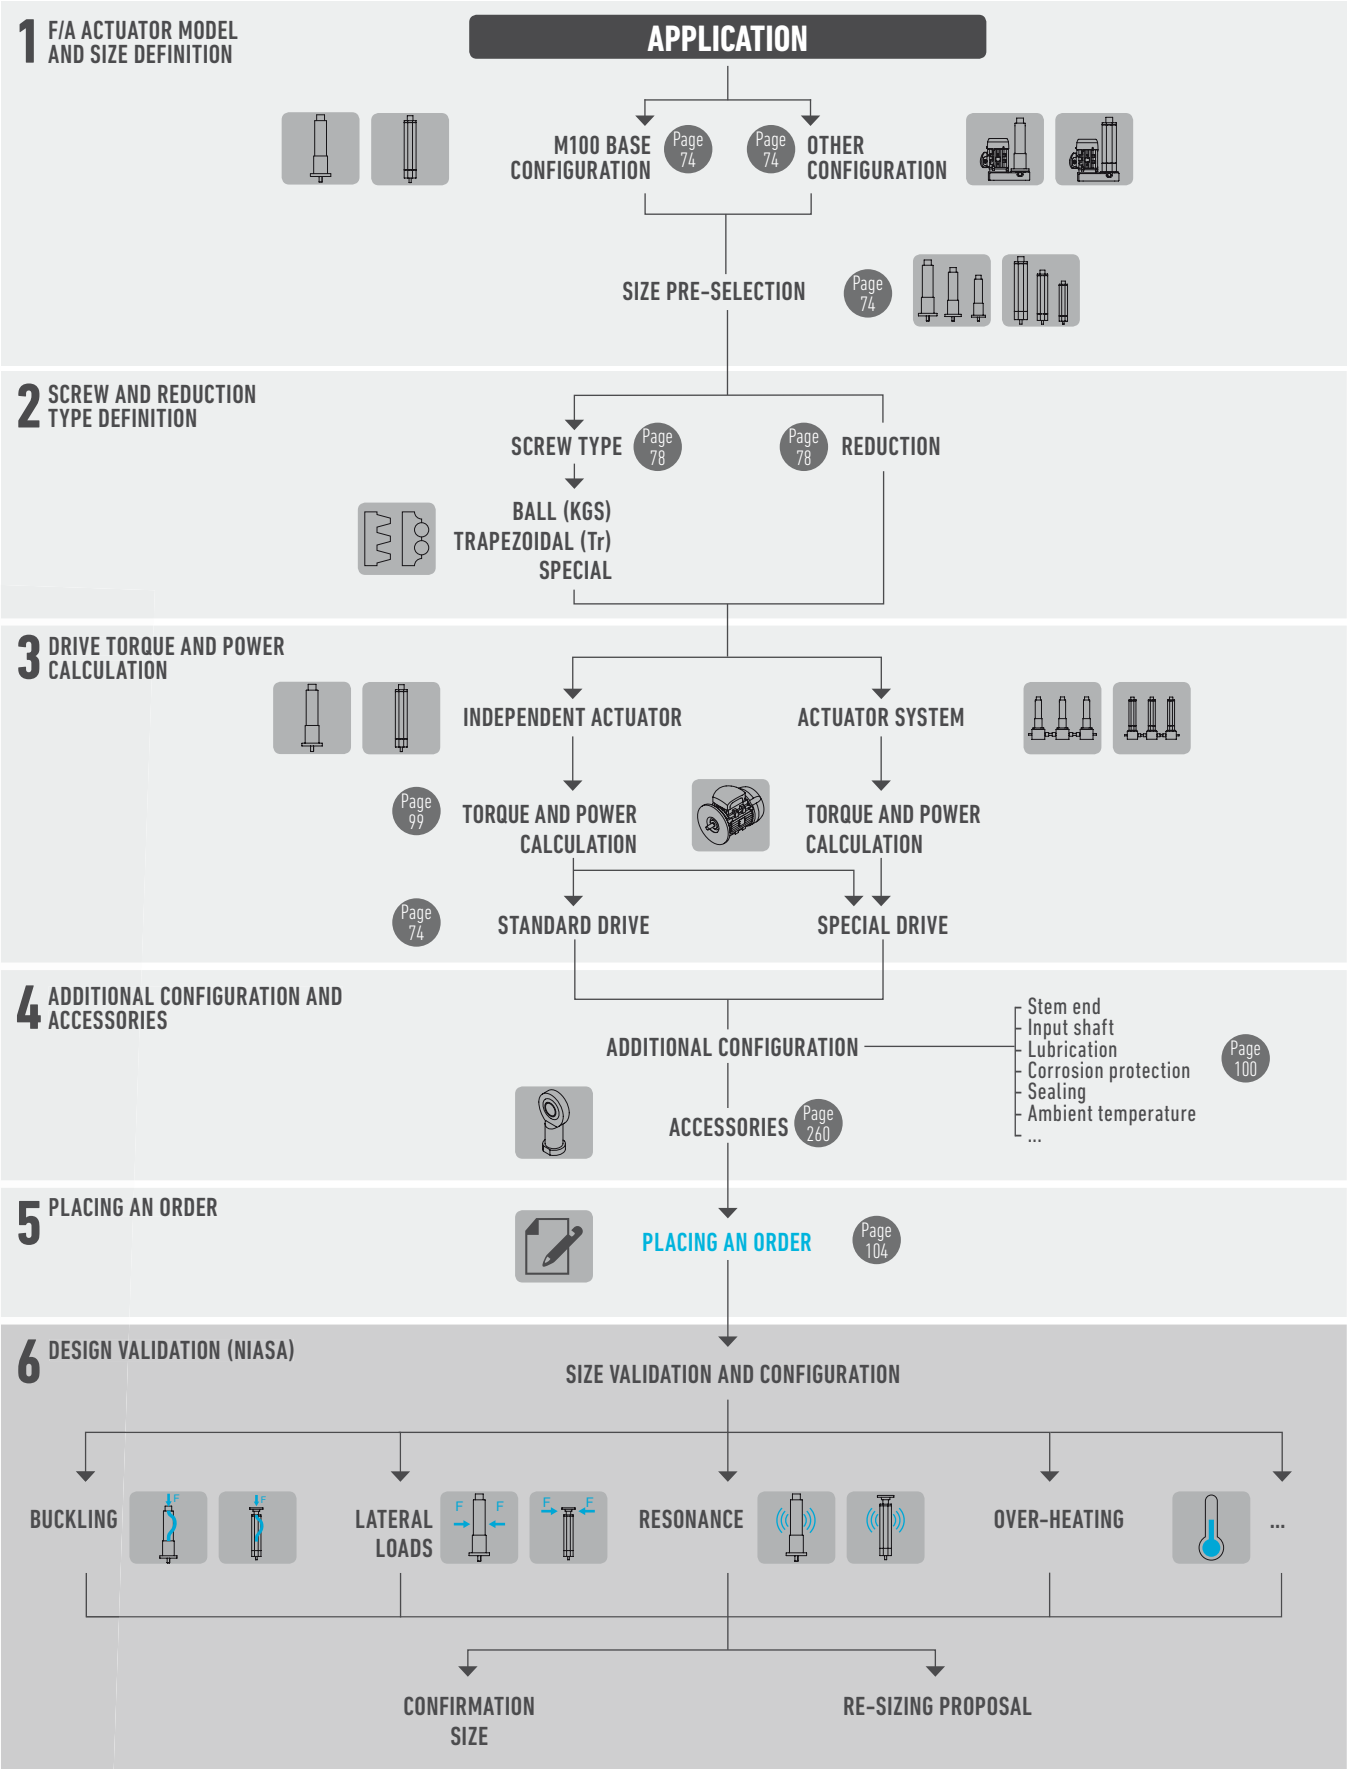 1 F/A ACTUATOR MODEL
AND SIZE DEFINITION
APPLICATION
M100 BASE
CONFIGURATION
Page
74
Page
74
OTHER
CONFIGURATION
SIZE PRE-SELECTION
Page
74
2 SCREW AND REDUCTION
TYPE DEFINITION
SCREW TYPE
Page
78
Page
78
REDUCTION
BALL (KGS)
TRAPEZOIDAL (Tr)
SPECIAL
3 DRIVE TORQUE AND POWER
CALCULATION
INDEPENDENT ACTUATOR
ACTUATOR SYSTEM
Page
99
TORQUE AND POWER
CALCULATION
TORQUE AND POWER
CALCULATION
Page
74
STANDARD DRIVE
SPECIAL DRIVE
4 ADDITIONAL CONFIGURATION AND
ACCESSORIES
ADDITIONAL CONFIGURATION
Stem end
Input shaft
Lubrication
Corrosion protection
Sealing
Ambient temperature
...
Page
100
ACCESSORIES
Page
260
5 PLACING AN ORDER
PLACING AN ORDER
Page
104
6 DESIGN VALIDATION (NIASA)
SIZE VALIDATION AND CONFIGURATION
BUCKLING
F
F
LATERAL
LOADS
F F
F F
RESONANCE
OVER-HEATING
...
CONFIRMATION
SIZE
RE-SIZING PROPOSAL